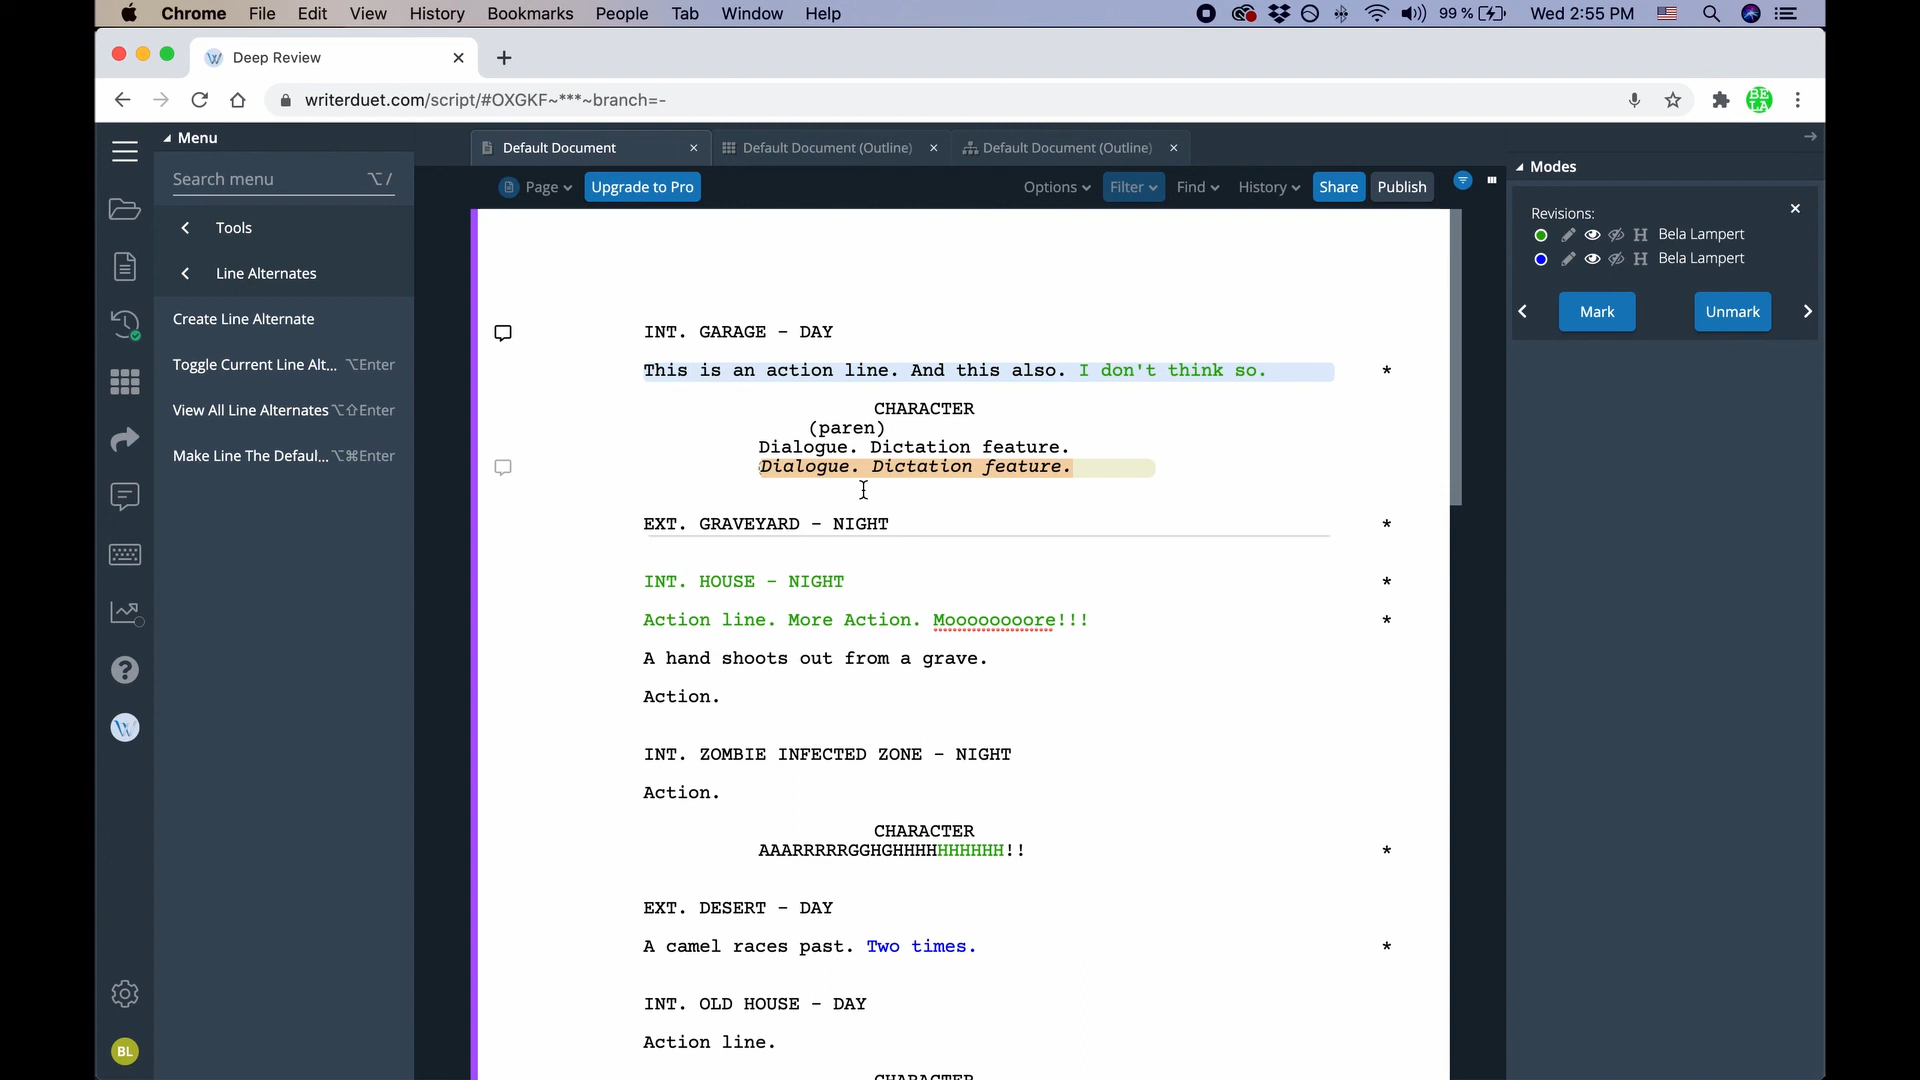 Chrome File Edit View History Bookmarks People Tab Window Help 99 % Wed 2:55 PM
Deep Review
writerduet.com/script/#OXGKF~***~branch=-
BE LA
Menu
Default Document
Default Document (Outline)
Default Document (Outline)
Modes
Search menu ⌥/
Page Upgrade to Pro Options Filter Find History Share Publish
Tools
Line Alternates
Create Line Alternate
Toggle Current Line Alt... ⌥Enter
View All Line Alternates ⌥⇧Enter
Make Line The Defaul... ⌥⌘Enter
Revisions:
H Bela Lampert
H Bela Lampert
Mark Unmark
INT. GARAGE - DAY
This is an action line. And this also. I don't think so. *
CHARACTER
(paren)
Dialogue. Dictation feature.
Dialogue. Dictation feature.
EXT. GRAVEYARD - NIGHT *
INT. HOUSE - NIGHT *
Action line. More Action. Mooooooooore!!! *
A hand shoots out from a grave.
Action.
INT. ZOMBIE INFECTED ZONE - NIGHT
Action.
CHARACTER
AAARRRRRGGHGHHHHHHHHHH!! *
EXT. DESERT - DAY
A camel races past. Two times. *
INT. OLD HOUSE - DAY
Action line.
CHARACTER
W
BL